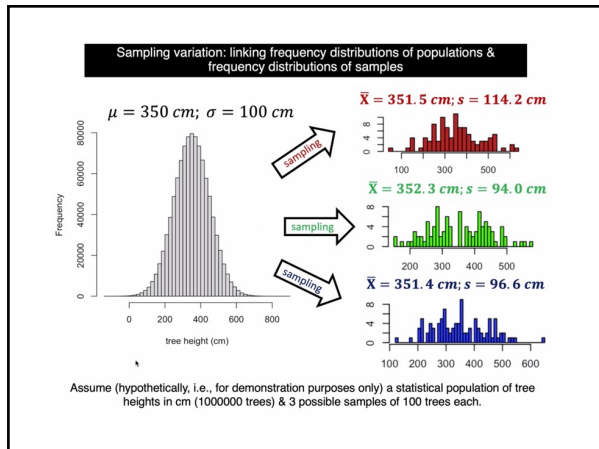 Sampling variation: linking frequency distributions of populations &
frequency distributions of samples
μ = 350 cm; σ = 100 cm
Frequency
80000
60000
40000
20000
0
0 200 400 600 800
tree height (cm)
sampling
sampling
sampling
X̄ = 351.5 cm; s = 114.2 cm
8
4
0
100 300 500
X̄ = 352.3 cm; s = 94.0 cm
8
4
0
200 300 400 500
X̄ = 351.4 cm; s = 96.6 cm
8
4
0
100 200 300 400 500 600
Assume (hypothetically, i.e., for demonstration purposes only) a statistical population of tree
heights in cm (1000000 trees) & 3 possible samples of 100 trees each.